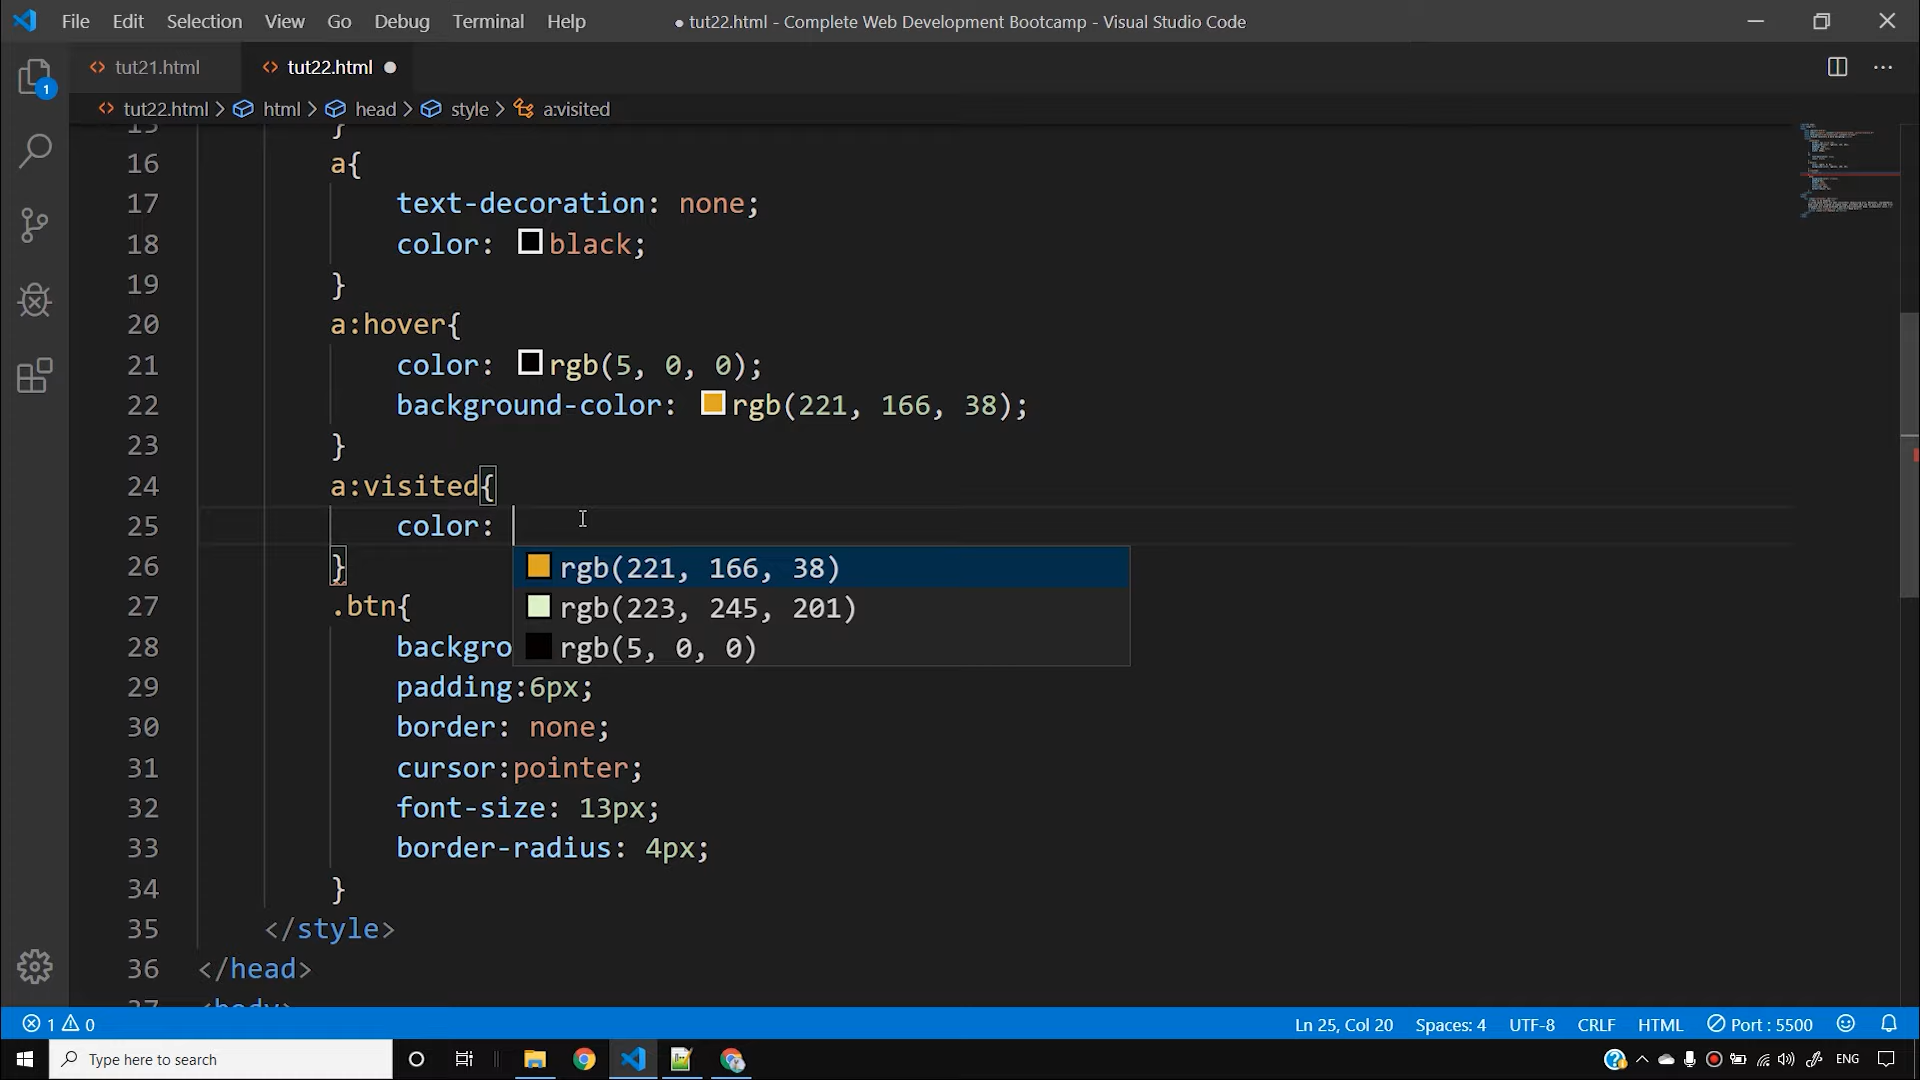 File Edit Selection View Go Debug Terminal Help
● tut22.html - Complete Web Development Bootcamp - Visual Studio Code
tut21.html
tut22.html ●
1
tut22.html > html > head > style > a:visited
15 }
16 a{
17 text-decoration: none;
18 color: black;
19 }
20 a:hover{
21 color: rgb(5, 0, 0);
22 background-color: rgb(221, 166, 38);
23 }
24 a:visited{
25 color:
26 }
rgb(221, 166, 38)
rgb(223, 245, 201)
rgb(5, 0, 0)
27 .btn{
28 backgro
29 padding:6px;
30 border: none;
31 cursor:pointer;
32 font-size: 13px;
33 border-radius: 4px;
34 }
35 </style>
36 </head>
37 <body>
1 0
Ln 25, Col 20 Spaces: 4 UTF-8 CRLF HTML Port : 5500
Type here to search
ENG